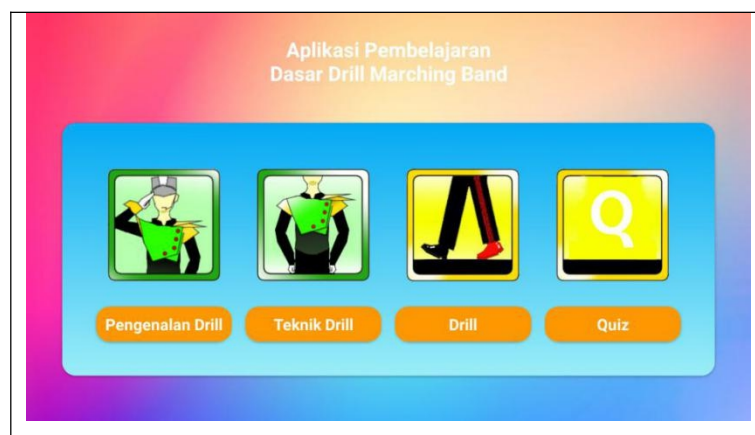 Aplikasi Pembelajaran
Dasar Drill Marching Band
Q
Pengenalan Drill
Teknik Drill
Drill
Quiz